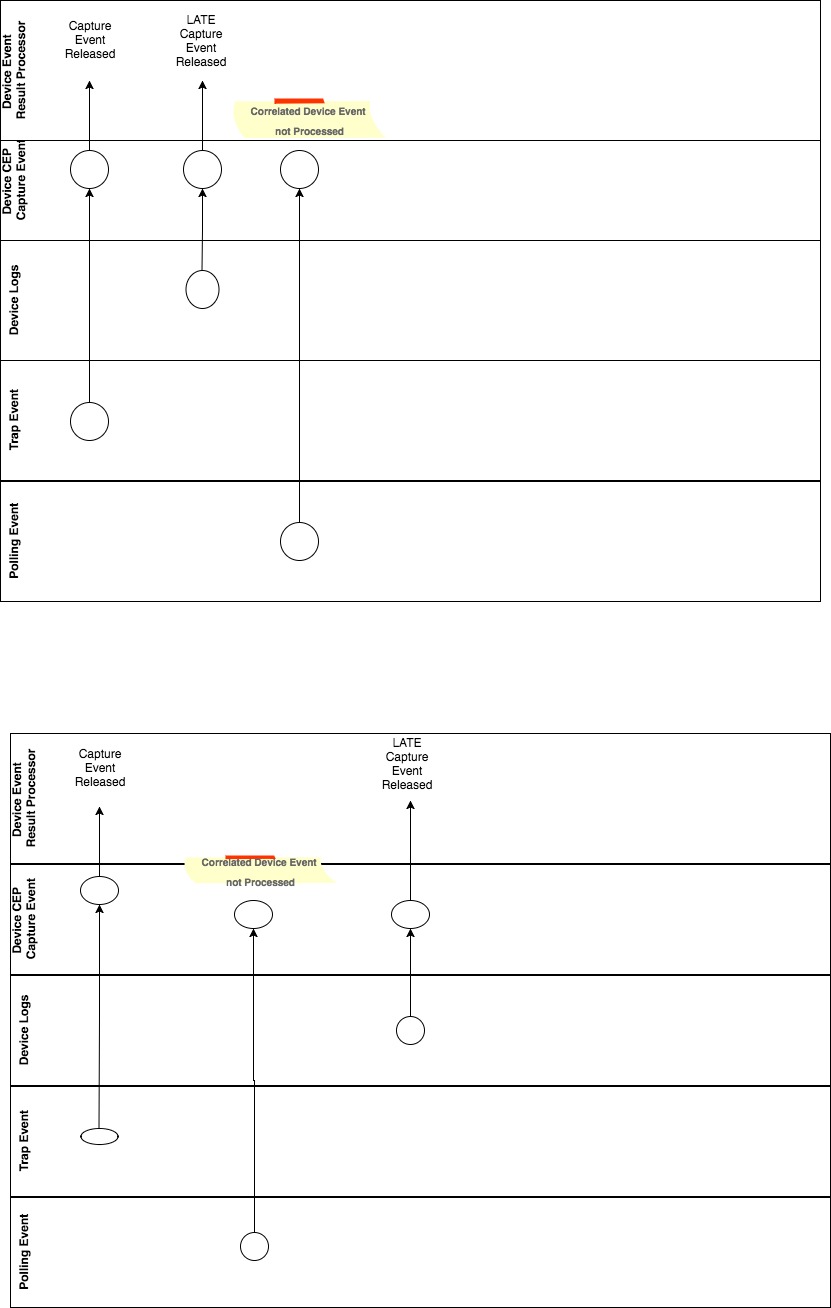 Device Event
Result Processor
Capture
Event
Released
LATE
Capture
Event
Released
Correlated Device Event
not Processed
Device CEP
Capture Event
Device Logs
Trap Event
Polling Event
Device Event
Result Processor
Capture
Event
Released
LATE
Capture
Event
Released
Correlated Device Event
not Processed
Device CEP
Capture Event
Device Logs
Trap Event
Polling Event